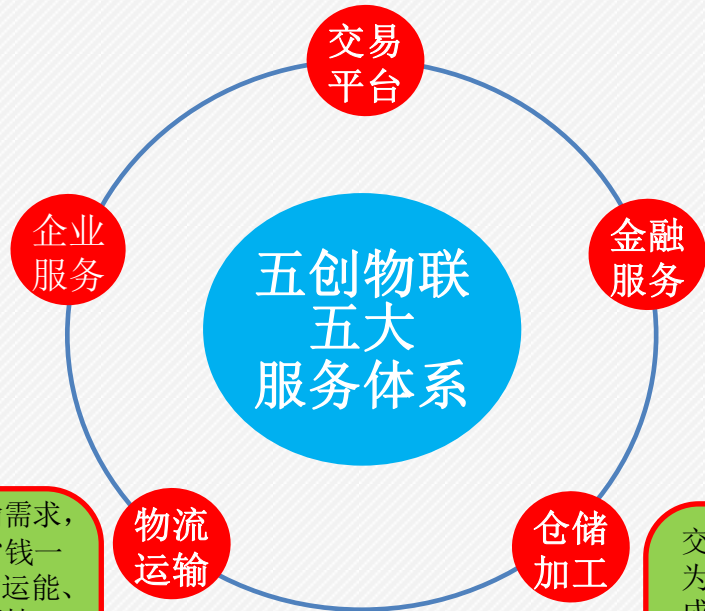 交易
平台
企业
服务
金融
服务
五创物联
五大
服务体系
物流
运输
仓储
加工
需求,
钱一
运能、
交
为